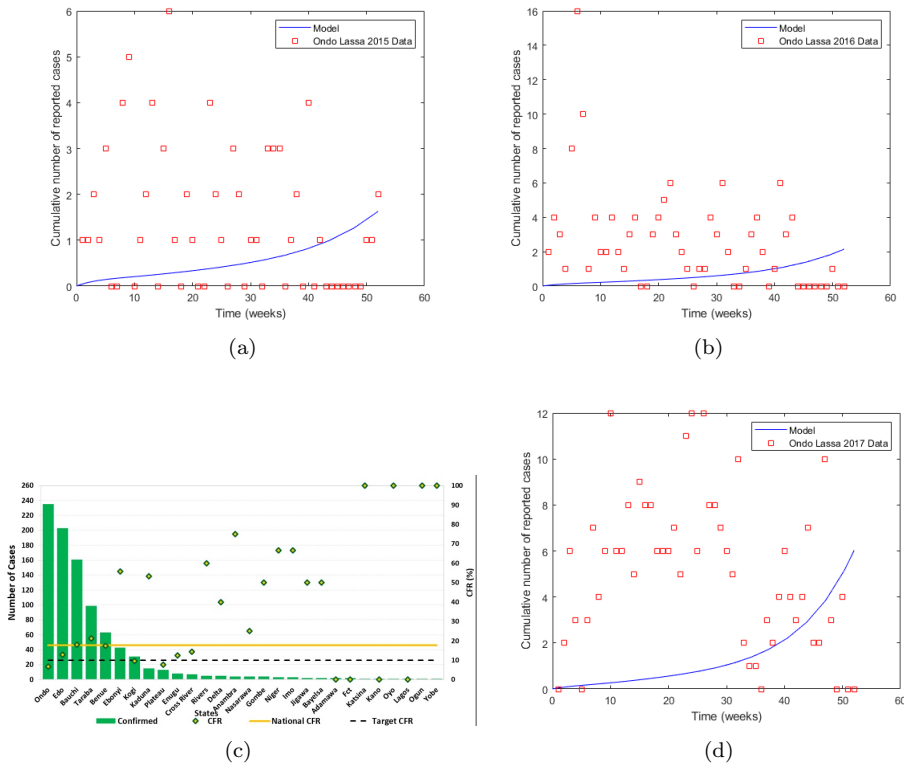 Model
Ondo Lassa 2015 Data
Cumulative number of reported cases
6
5
4
3
2
1
0
0 10 20 30 40 50 60
Time (weeks)
(a)
Model
Ondo Lassa 2016 Data
Cumulative number of reported cases
16
14
12
10
8
6
4
2
0
0 10 20 30 40 50 60
Time (weeks)
(b)
Number of Cases
260
240
220
200
180
160
140
120
100
80
60
40
20
0
CFR (%)
100
90
80
70
60
50
40
30
20
10
0
Ondo
Edo
Bauchi
Taraba
Benue
Ebonyi
Kogi
Kaduna
Plateau
Enugu
Cross River
Rivers
Delta
Anambra
Nasarawa
Gombe
Niger
Imo
Jigawa
Bayelsa
Adamawa
Fct
Katsina
Kano
Oyo
Lagos
Ogun
Yobe
States
Confirmed CFR National CFR Target CFR
(c)
Model
Ondo Lassa 2017 Data
Cumulative number of reported cases
12
10
8
6
4
2
0
0 10 20 30 40 50 60
Time (weeks)
(d)